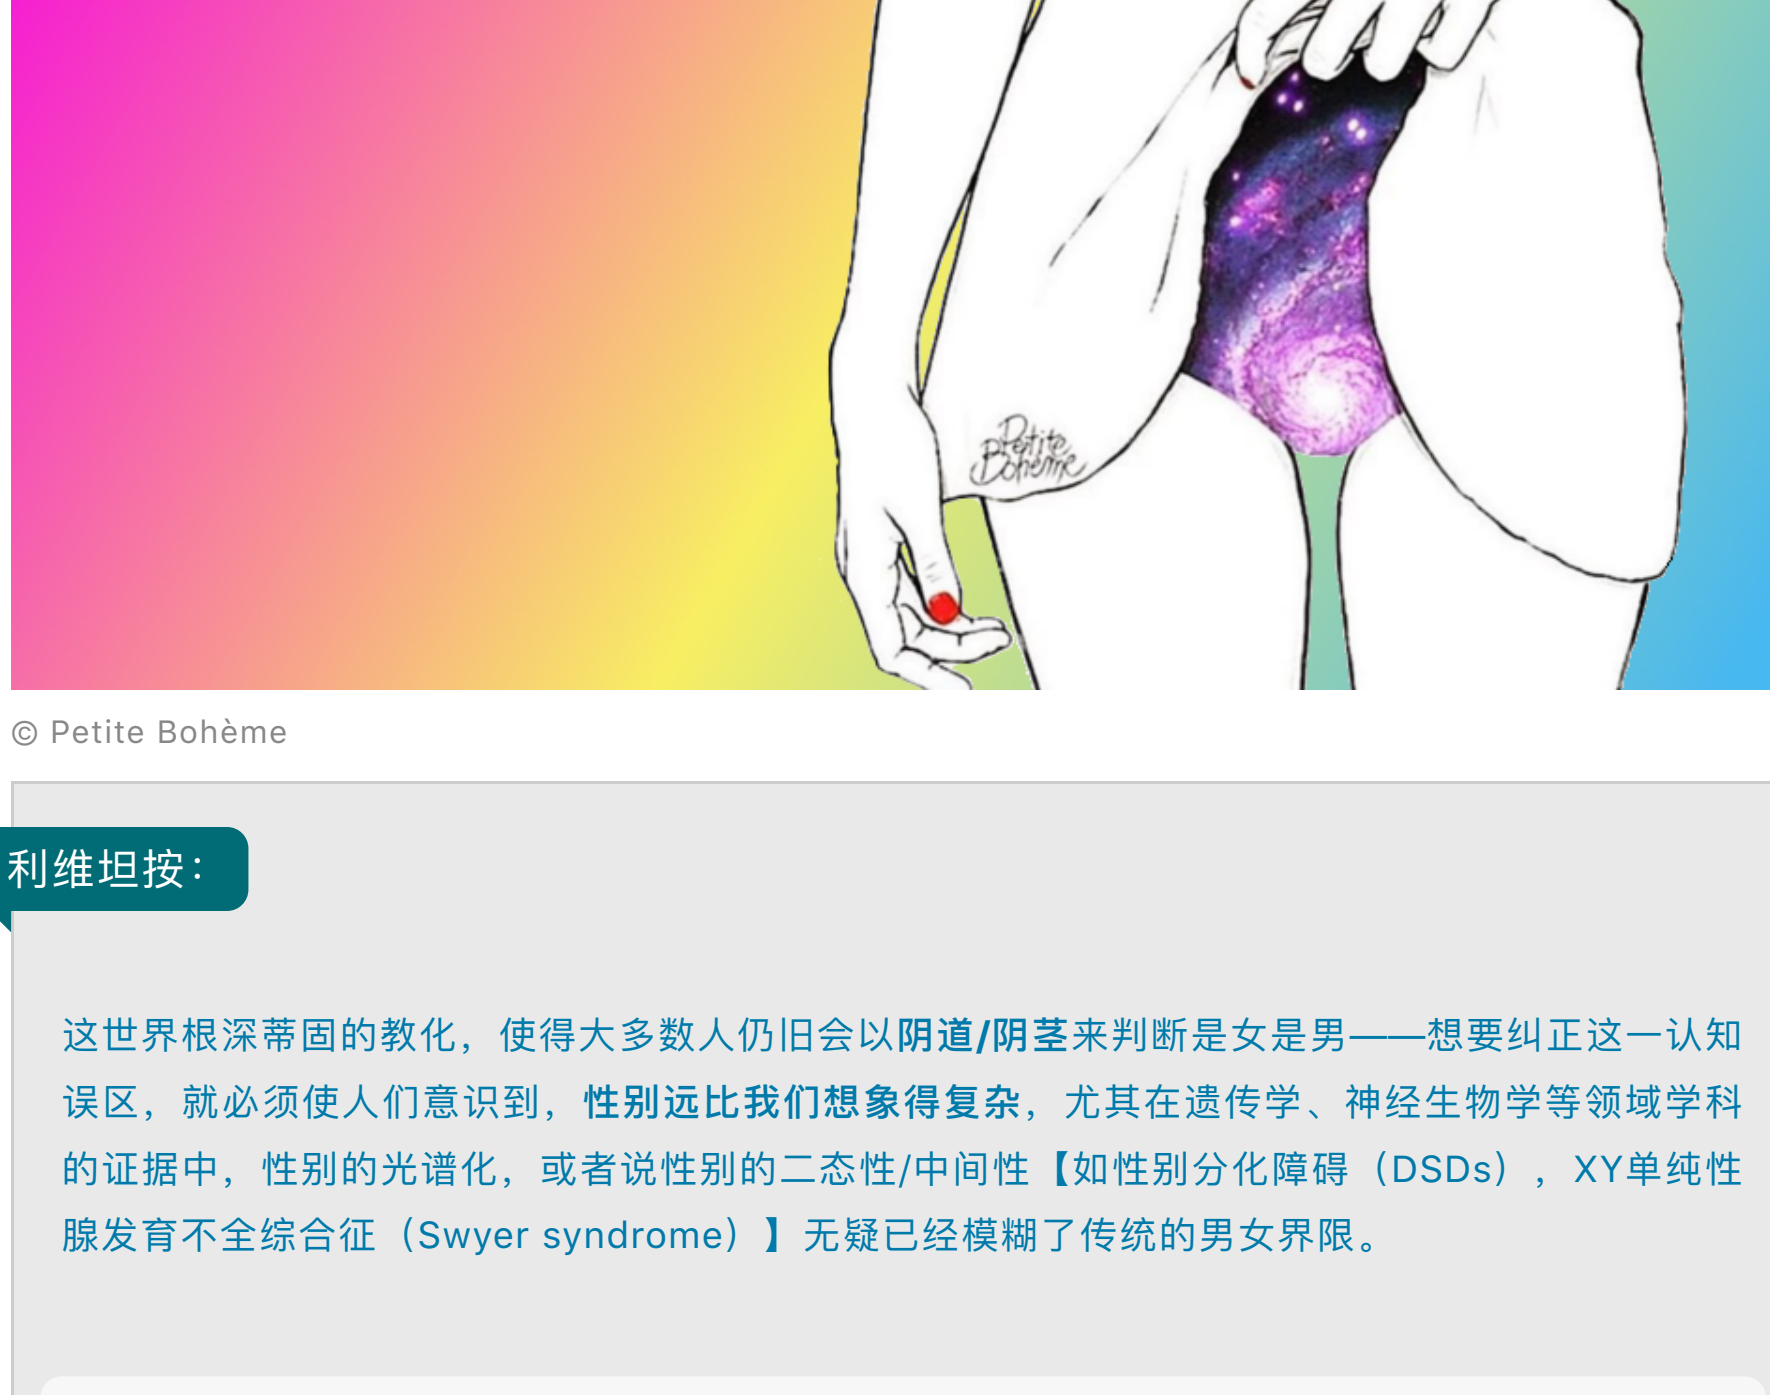 Petite
Bohème
© Petite Bohème
利维坦按：
这世界根深蒂固的教化，使得大多数人仍旧会以阴道/阴茎来判断是女是男——想要纠正这一认知
误区，就必须使人们意识到，性别远比我们想象得复杂，尤其在遗传学、神经生物学等领域学科
的证据中，性别的光谱化，或者说性别的二态性/中间性【如性别分化障碍（DSDs），XY单纯性
腺发育不全综合征（Swyer syndrome）】无疑已经模糊了传统的男女界限。